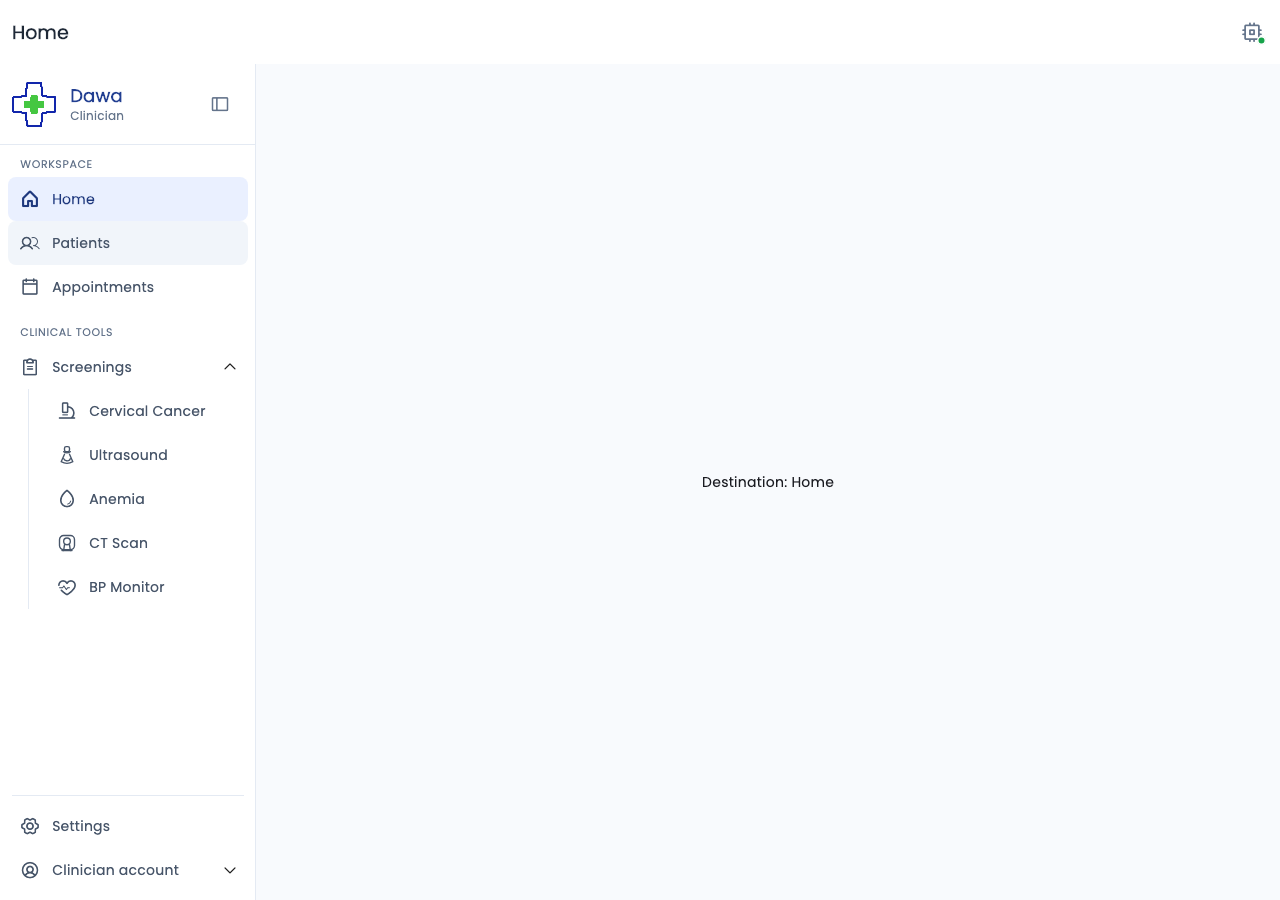 Home
Dawa
Clinician
WORKSPACE
Home
Patients
Appointments
CLINICAL TOOLS
Screenings
Cervical Cancer
Ultrasound
Anemia
CT Scan
BP Monitor
Settings
Clinician account
Destination: Home